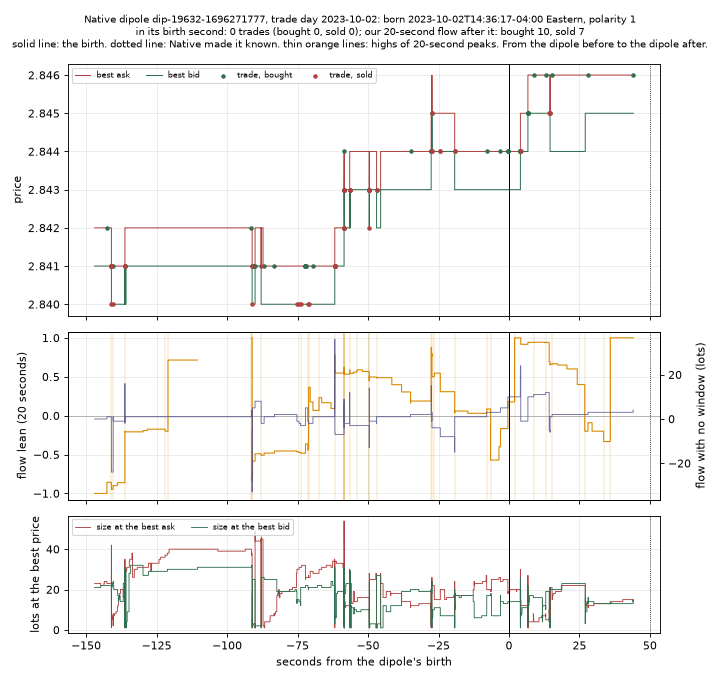 Native dipole dip-19632-1696271777, trade day 2023-10-02: born 2023-10-02T14:36:17-04:00 Eastern, polarity 1
in its birth second: 0 trades (bought 0, sold 0); our 20-second flow after it: bought 10, sold 7
solid line: the birth. dotted line: Native made it known. thin orange lines: highs of 20-second peaks. From the dipole before to the dipole after.
best ask
best bid
trade, bought
trade, sold
2.846
2.845
2.844
2.843
2.842
2.841
2.840
price
1.0
0.5
0.0
−0.5
−1.0
flow lean (20 seconds)
20
0
−20
flow with no window (lots)
size at the best ask
size at the best bid
40
20
0
lots at the best price
−150
−125
−100
−75
−50
−25
0
25
50
seconds from the dipole's birth